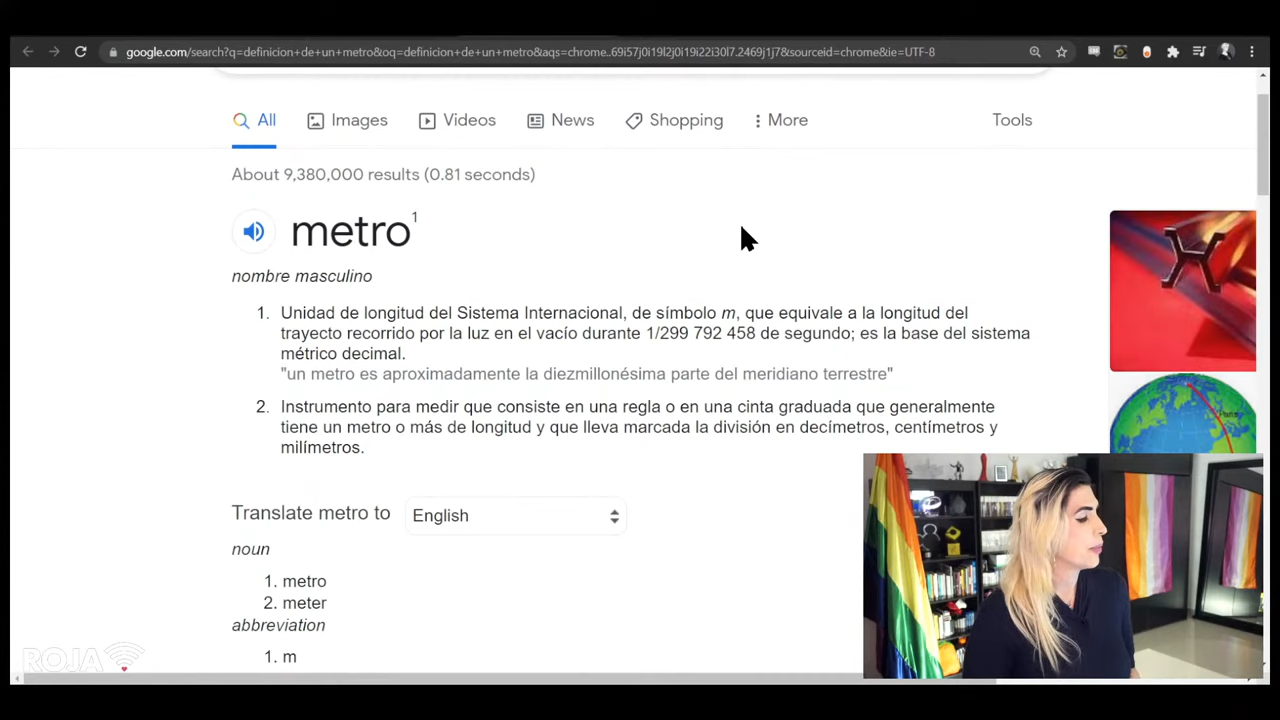 google.com/search?q=definicion+de+un+metro&oq=definicion+de+un+metro&aqs=chrome..69i57j0i19l2j0i19i22i30l7.2469j1j7&sourceid=chrome&ie=UTF-8
All Images Videos News Shopping More Tools
About 9,380,000 results (0.81 seconds)
metro1
nombre masculino
1. Unidad de longitud del Sistema Internacional, de símbolo m, que equivale a la longitud del
trayecto recorrido por la luz en el vacío durante 1/299 792 458 de segundo; es la base del sistema
métrico decimal.
"un metro es aproximadamente la diezmillonésima parte del meridiano terrestre"
2. Instrumento para medir que consiste en una regla o en una cinta graduada que generalmente
tiene un metro o más de longitud y que lleva marcada la división en decímetros, centímetros y
milímetros.
Translate metro to English
noun
1. metro
2. meter
abbreviation
1. m
ROJA